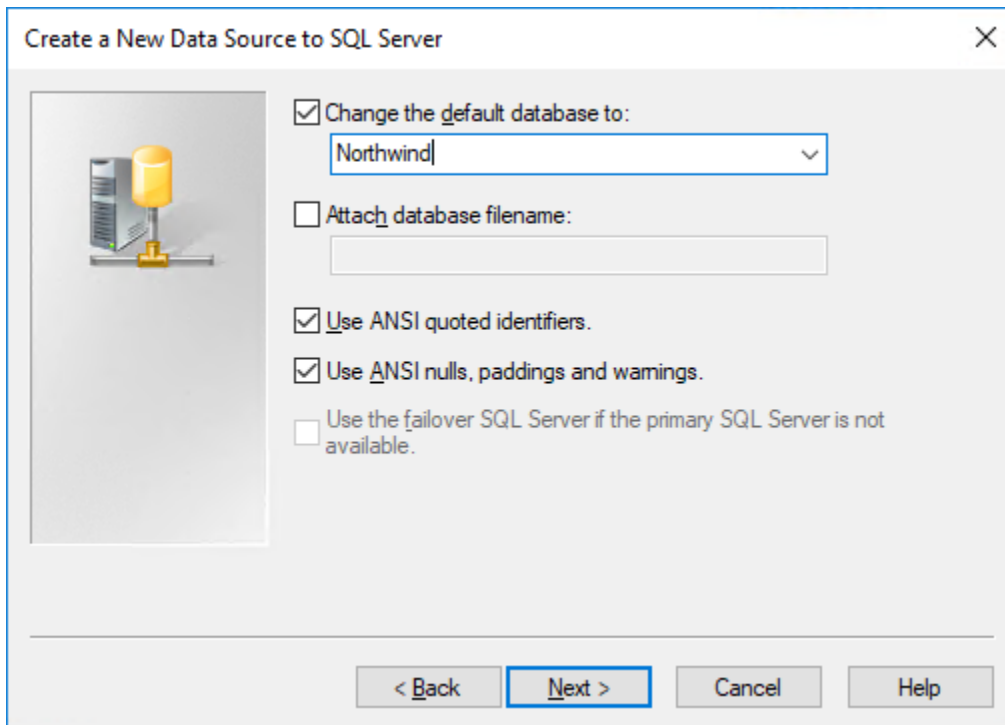 Create a New Data Source to SQL Server
Change the default database to:
Northwind
Attach database filename:
Use ANSI quoted identifiers.
Use ANSI nulls, paddings and warnings.
Use the failover SQL Server if the primary SQL Server is not
available.
< Back
Next >
Cancel
Help